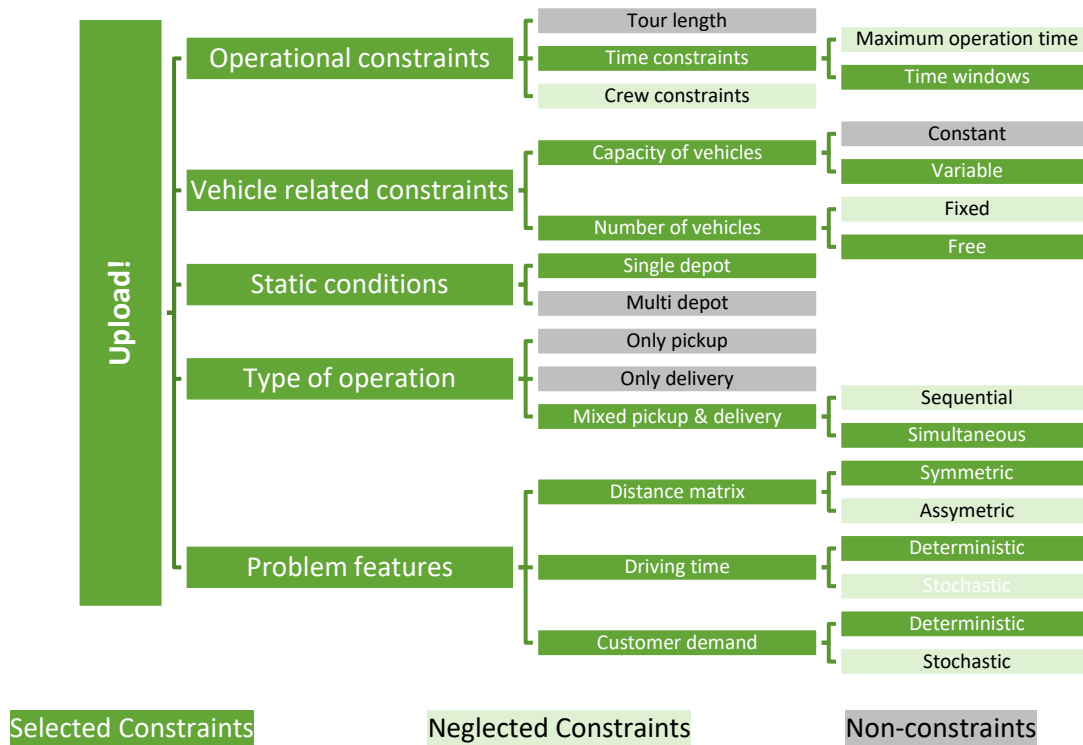 Upload!
Operational constraints
Tour length
Time constraints
Maximum operation time
Time windows
Crew constraints
Vehicle related constraints
Capacity of vehicles
Constant
Variable
Number of vehicles
Fixed
Free
Static conditions
Single depot
Multi depot
Type of operation
Only pickup
Only delivery
Mixed pickup & delivery
Sequential
Simultaneous
Problem features
Distance matrix
Symmetric
Assymetric
Driving time
Deterministic
Stochastic
Customer demand
Deterministic
Stochastic
Selected Constraints
Neglected Constraints
Non-constraints